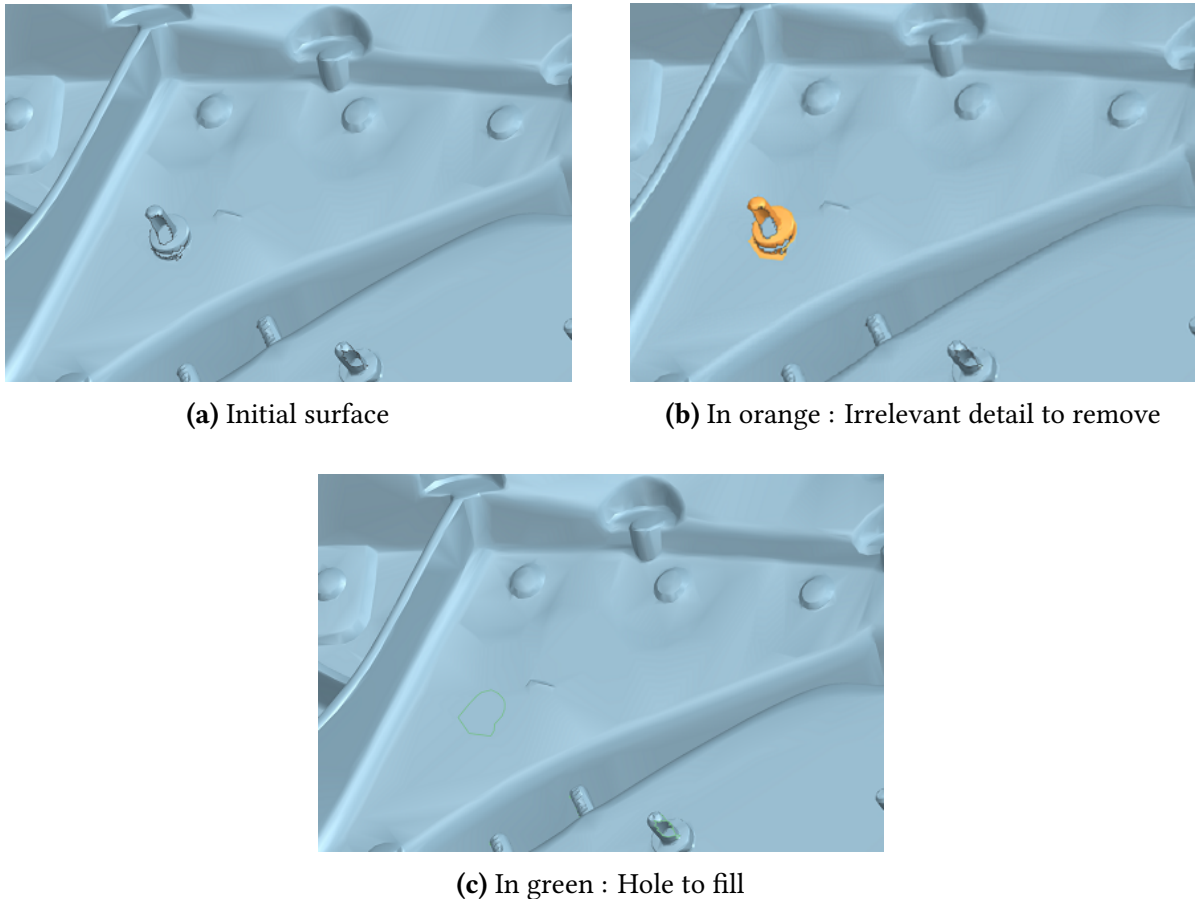 (a) Initial surface
(b) In orange : Irrelevant detail to remove
(c) In green : Hole to fill